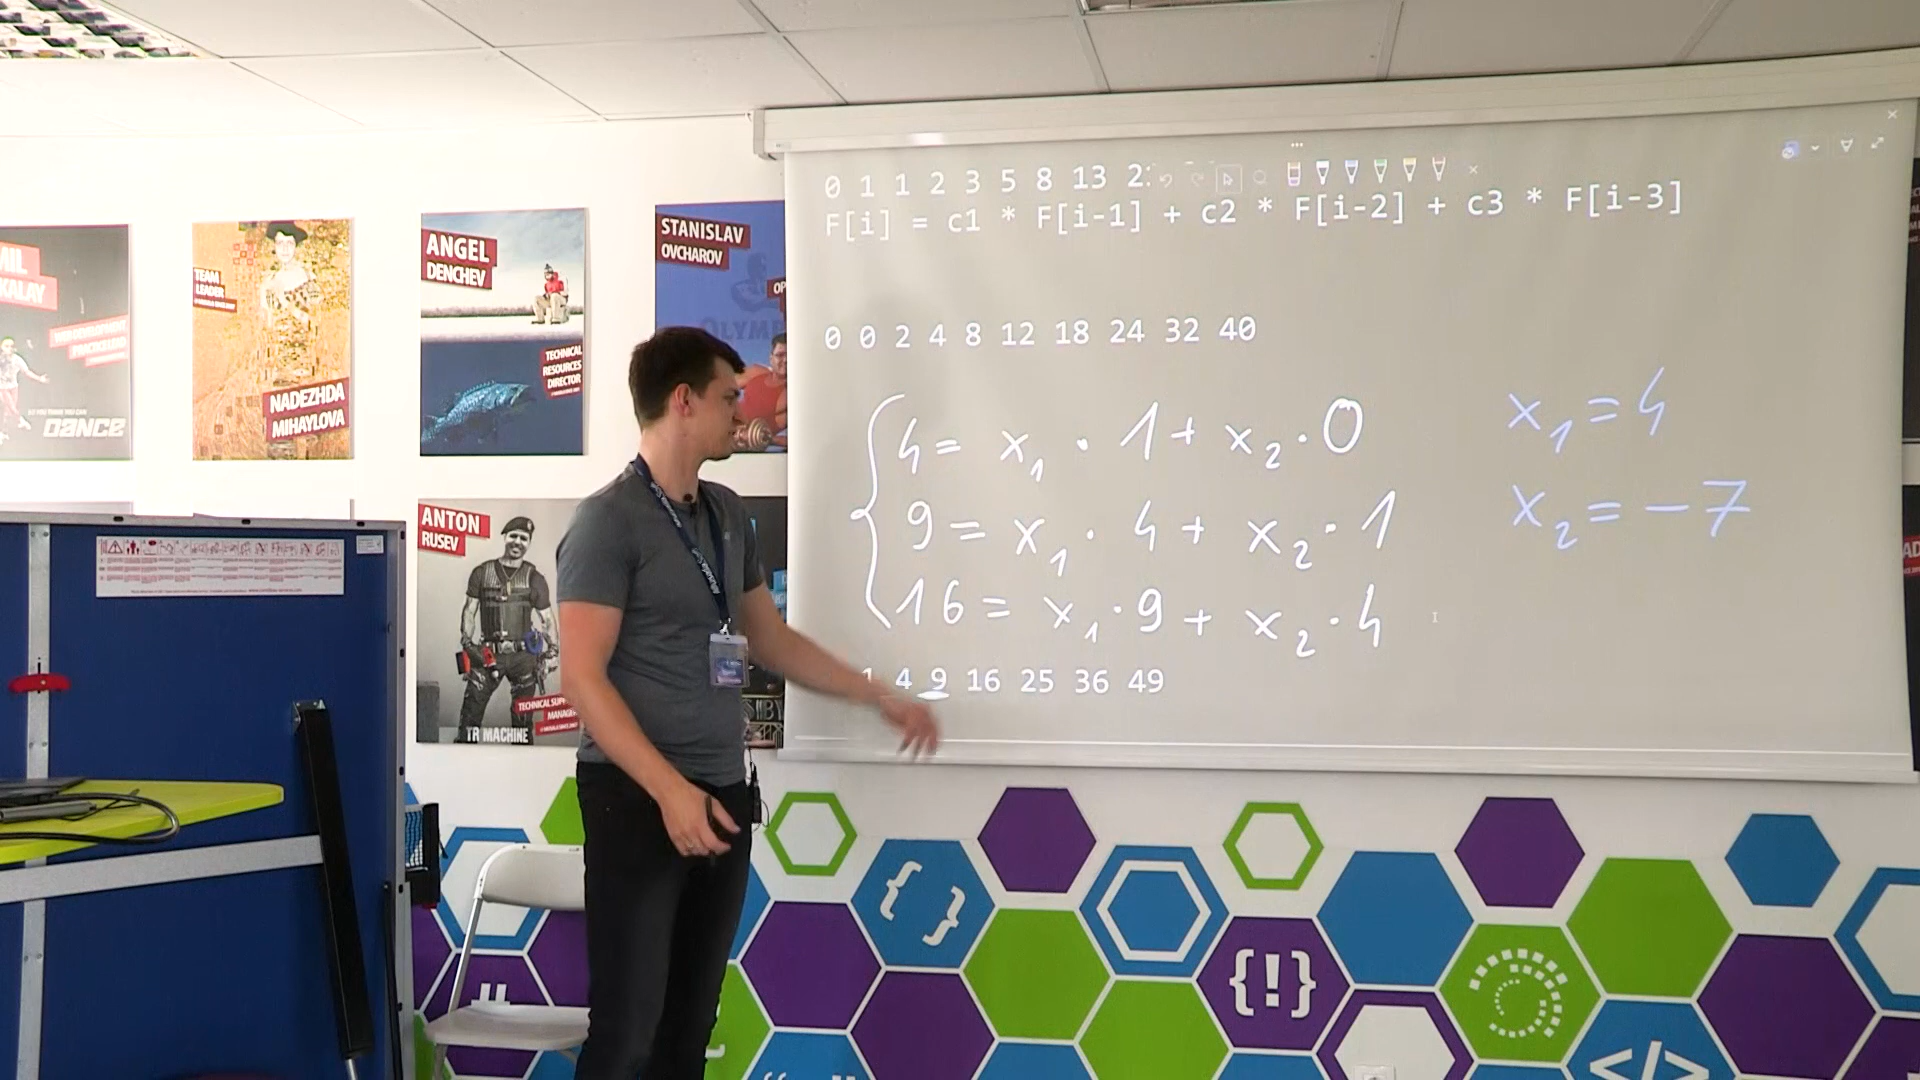 0 1 1 2 3 5 8 13
F[i] = c1 * F[i-1] + c2 * F[i-2] + c3 * F[i-3]
0 0 2 4 8 12 18 24 32 40
4 = x₁ · 1 + x₂ · 0
9 = x₁ · 4 + x₂ · 1
16 = x₁ · 9 + x₂ · 4
x₁ = 4
x₂ = -7
1 4 9 16 25 36 49
DANCE
TEAM
LEADER
NADEZHDA
MIHAYLOVA
ANGEL
DENCHEV
TECHNICAL
RESOURCES
DIRECTOR
STANISLAV
OVCHAROV
ANTON
RUSEV
TR MACHINE
{ }
{!}
</>